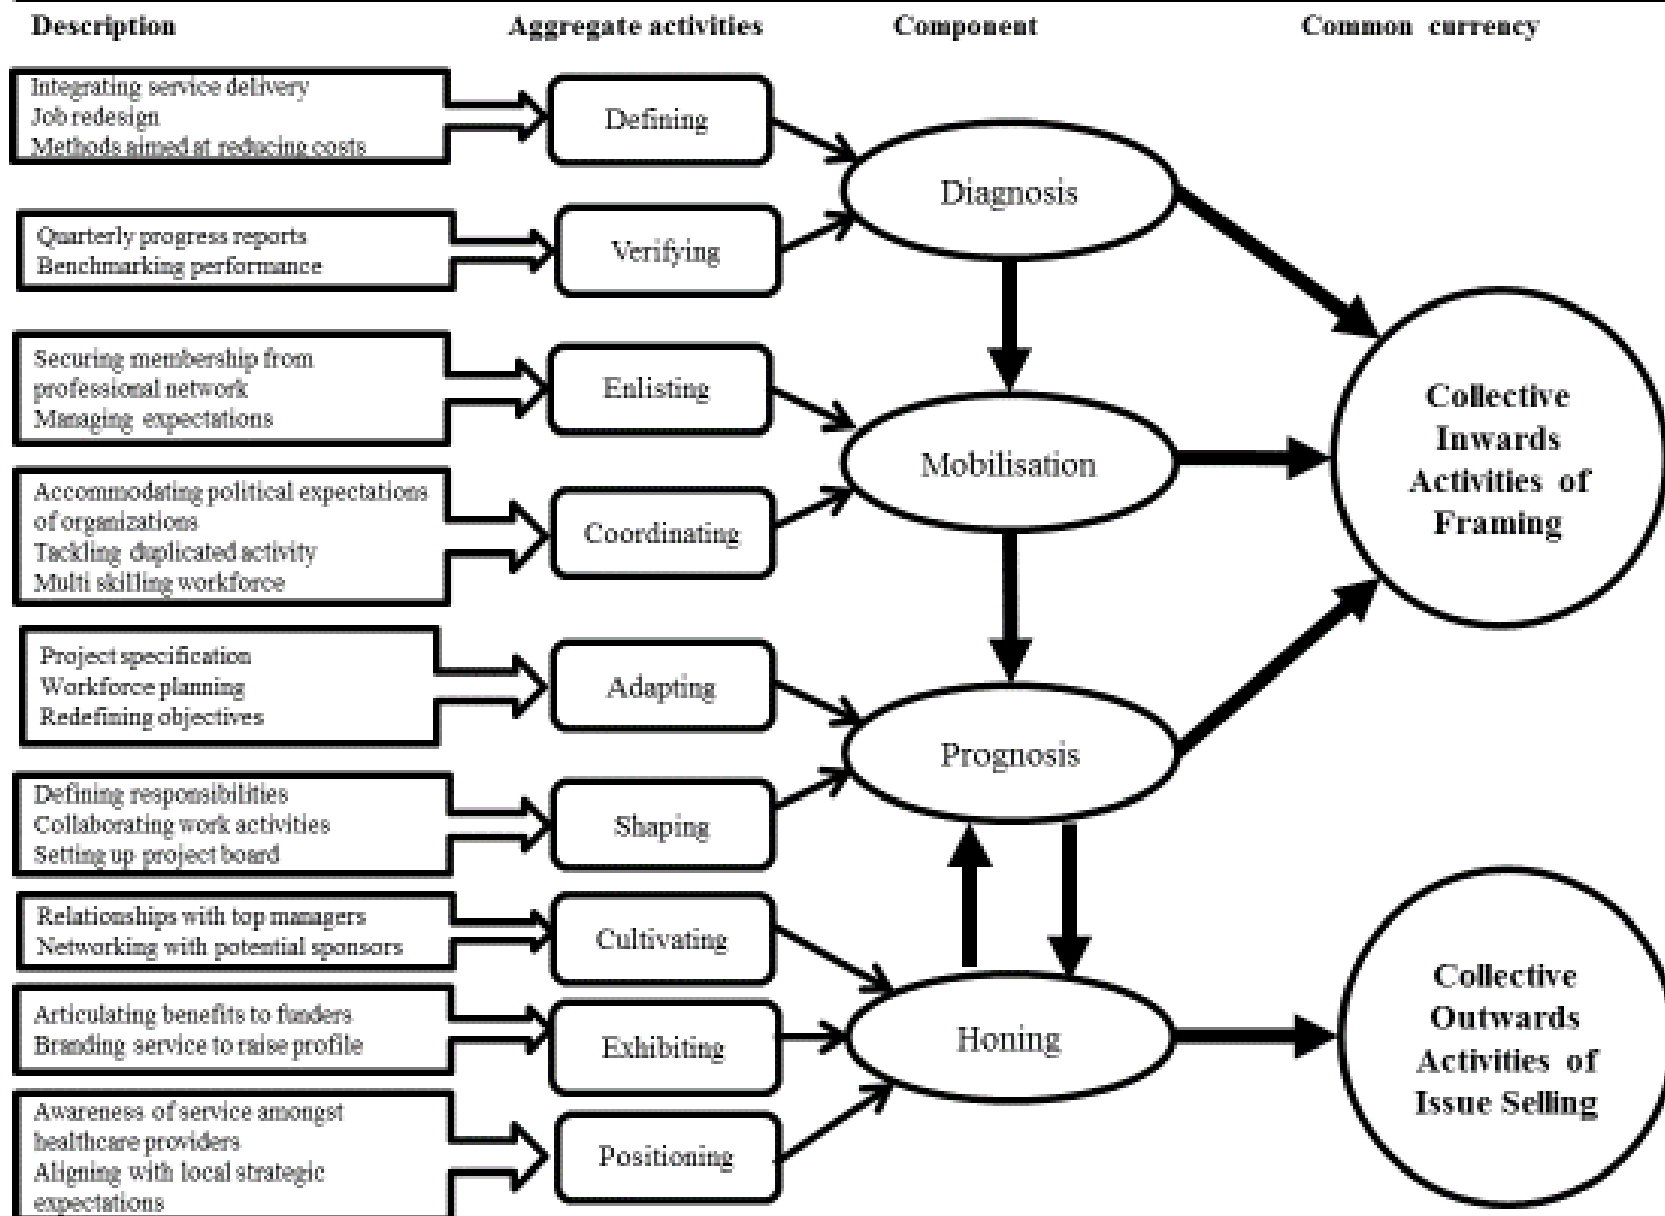 Description
Aggregate activities
Component
Common currency
Integrating service delivery
Job redesign
Methods aimed at reducing costs
Defining
Quarterly progress reports
Benchmarking performance
Verifying
Diagnosis
Securing membership from
professional network
Managing expectations
Enlisting
Accommodating political expectations
of organizations
Tackling duplicated activity
Multi skilling workforce
Coordinating
Mobilisation
Project specification
Workforce planning
Redefining objectives
Adapting
Defining responsibilities
Collaborating work activities
Setting up project board
Shaping
Prognosis
Collective
Inwards
Activities of
Framing
Relationships with top managers
Networking with potential sponsors
Cultivating
Articulating benefits to funders
Branding service to raise profile
Exhibiting
Awareness of service amongst
healthcare providers
Aligning with local strategic
expectations
Positioning
Honing
Collective
Outwards
Activities of
Issue Selling